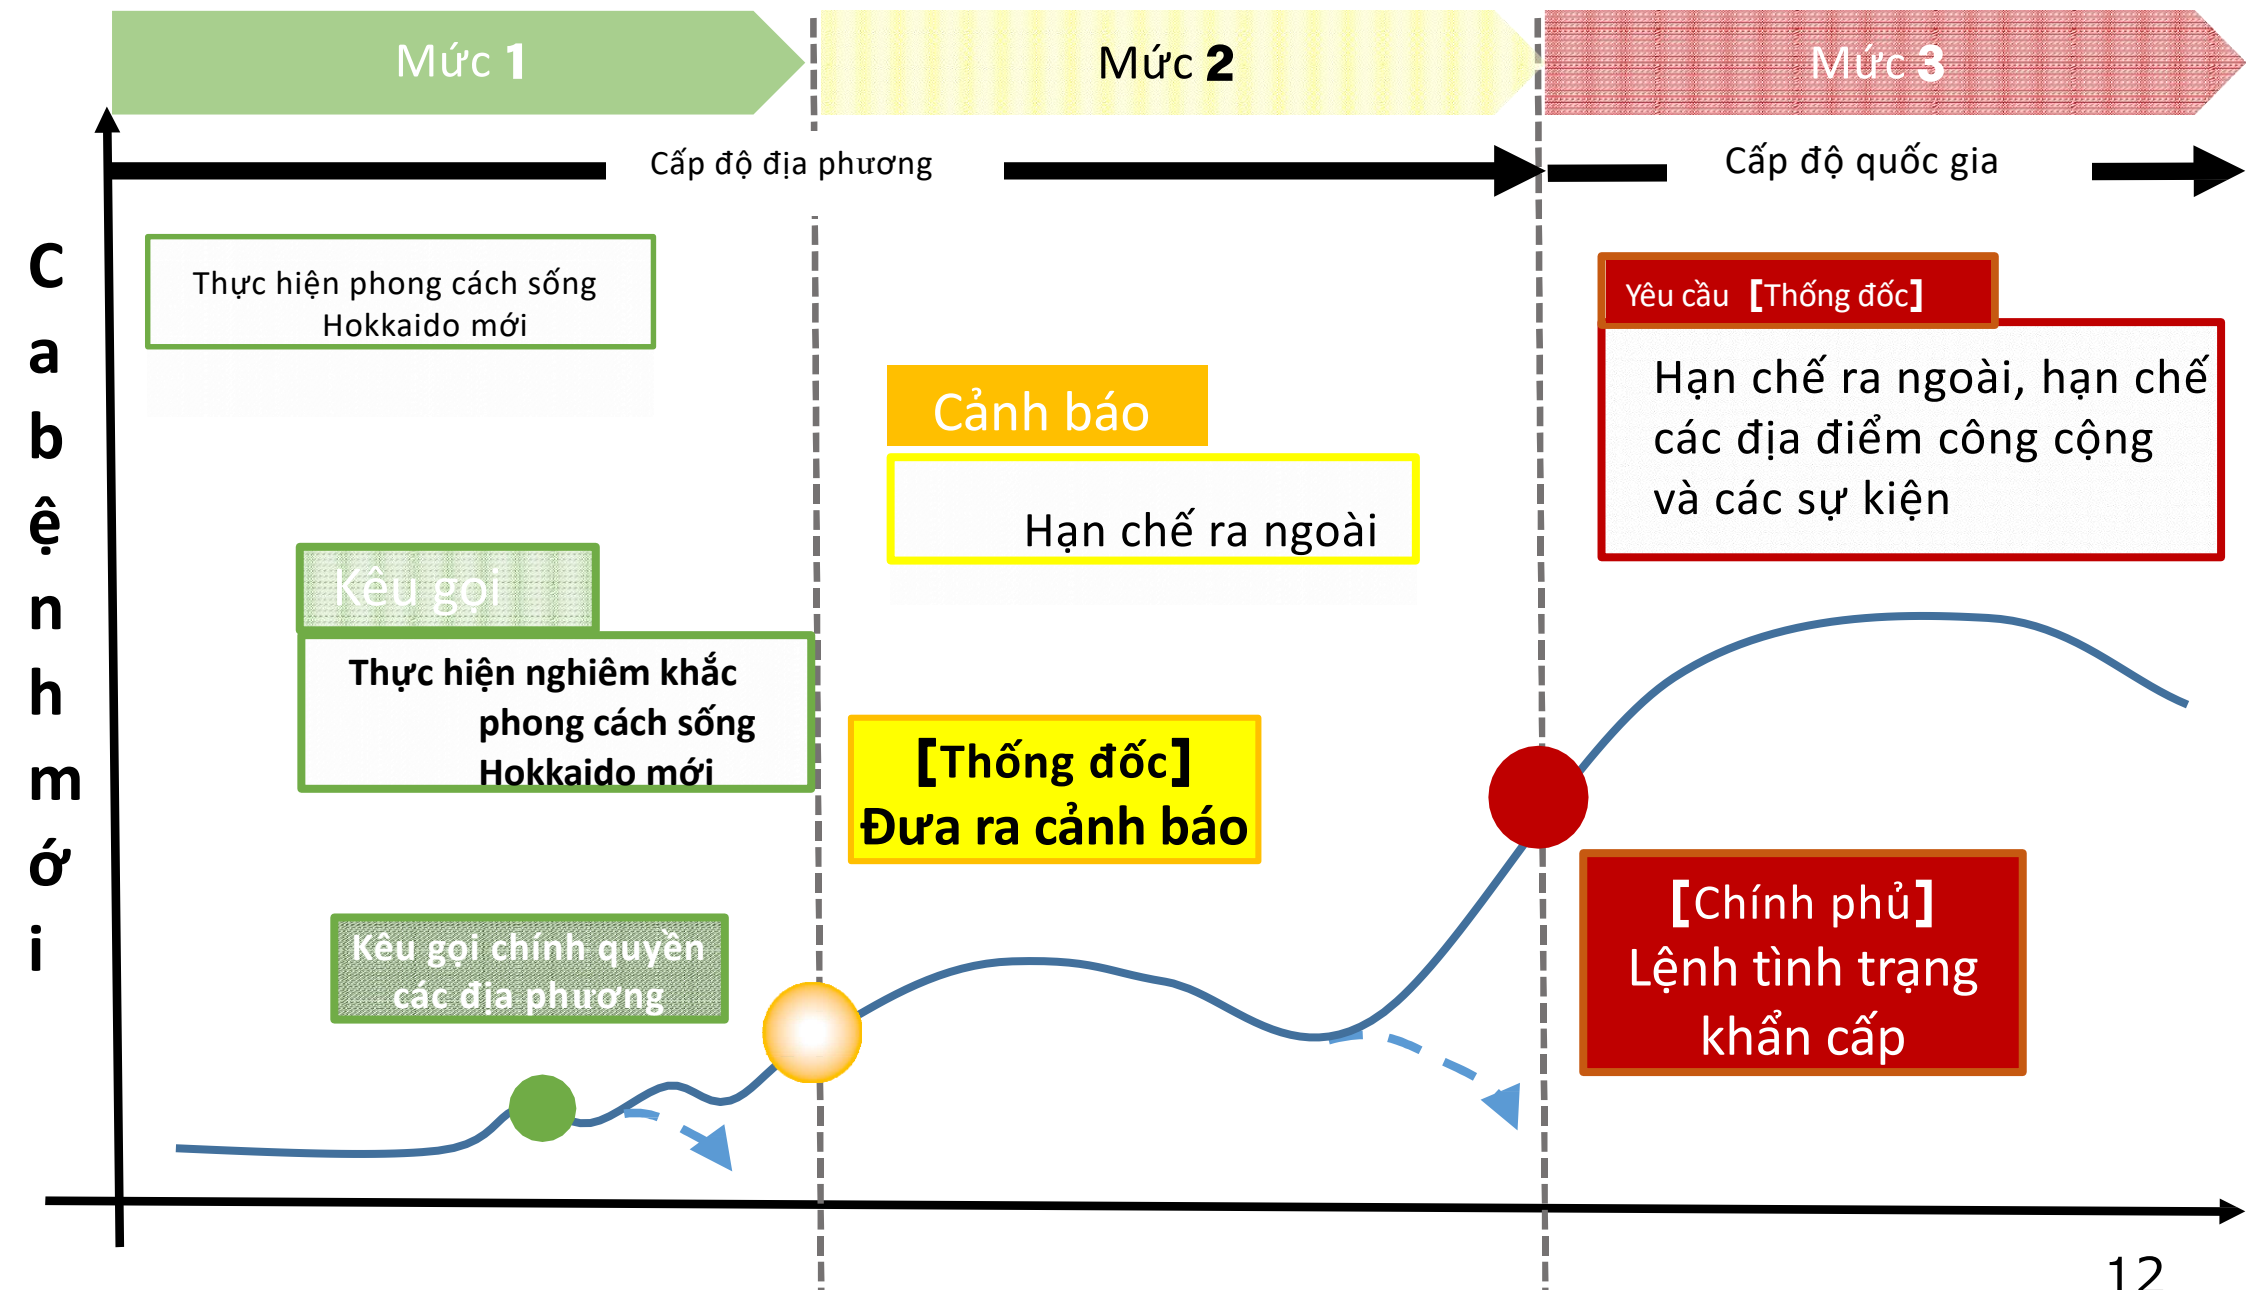 Mức 1
Mức 2
Mức 3
Cấp độ địa phương
Cấp độ quốc gia
Ca bệnh mới
Thực hiện phong cách sống
Hokkaido mới
Kêu gọi
Thực hiện nghiêm khắc
phong cách sống
Hokkaido mới
Kêu gọi chính quyền
các địa phương
Cảnh báo
Hạn chế ra ngoài
[Thống đốc]
Đưa ra cảnh báo
Yêu cầu [Thống đốc]
Hạn chế ra ngoài, hạn chế
các địa điểm công cộng
và các sự kiện
[Chính phủ]
Lệnh tình trạng
khẩn cấp
12